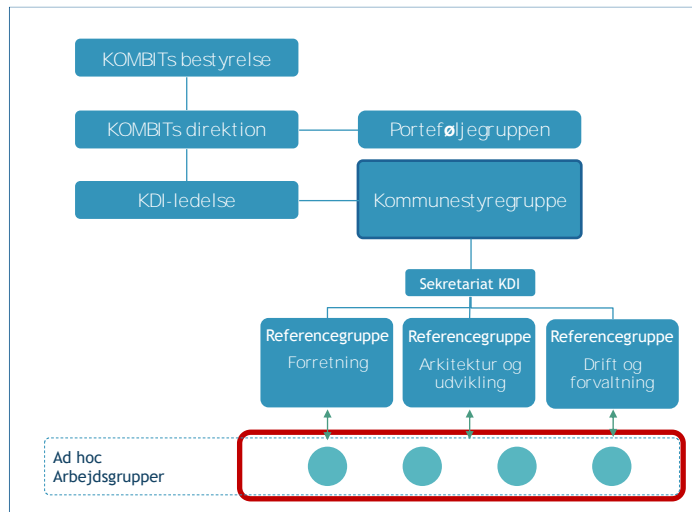 KOMBITs bestyrelse
KOMBITs direktion
Porteføljegruppen
KDI-ledelse
Kommunestyregruppe
Sekretariat KDI
Referencegruppe
Forretning
Referencegruppe
Arkitektur og
udvikling
Referencegruppe
Drift og
forvaltning
Ad hoc
Arbejdsgrupper